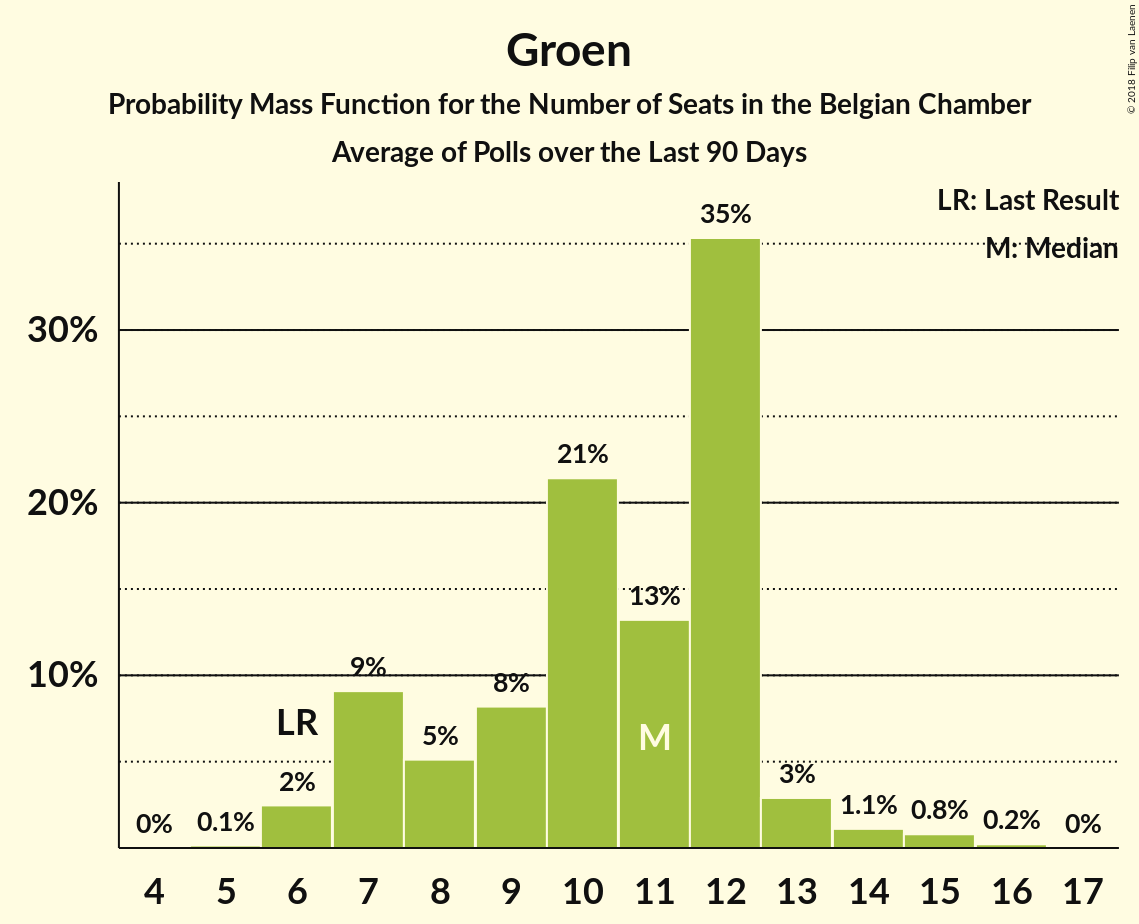 Groen
Probability Mass Function for the Number of Seats in the Belgian Chamber
Average of Polls over the Last 90 Days
© 2018 Filip van Laenen
LR: Last Result
M: Median
35%
30%
21%
20%
13%
10%
9%
8%
LR
M
5%
2%
3%
0%
0.1%
1.1%
0.8%
0.2%
0%
4 5 6 7 8 9 10 11 12 13 14 15 16 17